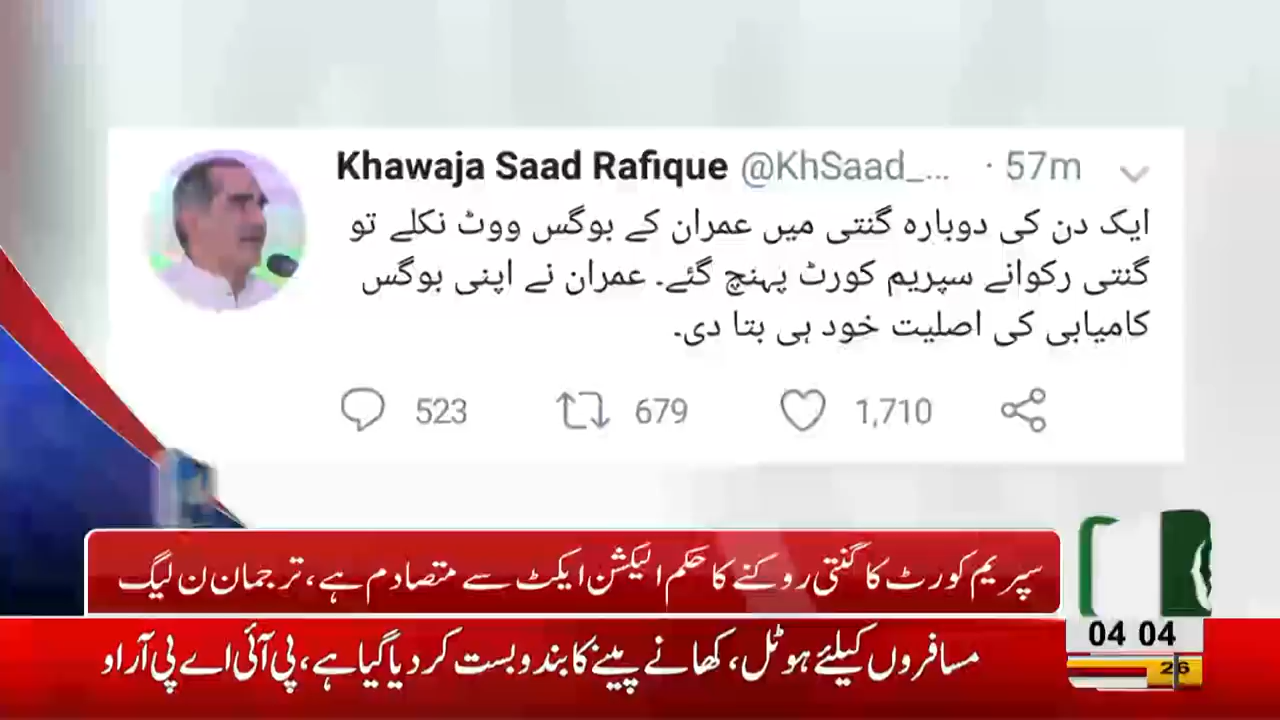 Khawaja Saad Rafique @KhSaad_... · 57m
ایک دن کی دوبارہ گنتی میں عمران کے بوگس ووٹ نکلے تو
گنتی رکوانے سپریم کورٹ پہنچ گئے۔ عمران نے اپنی بوگس
کامیابی کی اصلیت خود ہی بتا دی۔
523 679 1,710
سپریم کورٹ کا گنتی روکنے کا حکم الیکشن ایکٹ سے متصادم ہے، ترجمان ن لیگ
04 04
مسافروں کیلئے ہوٹل، کھانے پینے کا بندوبست کر دیا گیا ہے، پی آئی اے پی آر او
26